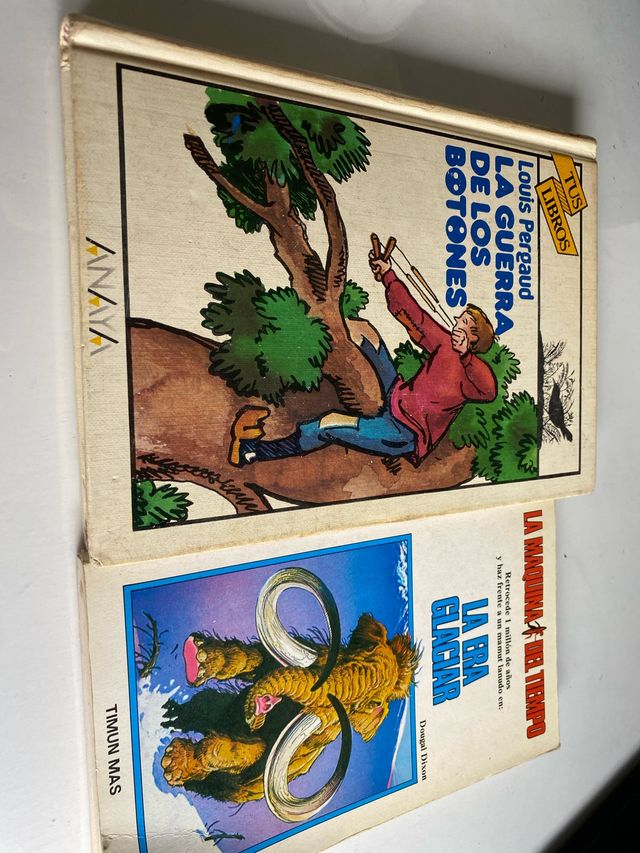 TUS
LIBROS
Louis Pergaud
LA GUERRA
DE LOS
BOTONES
ANAYA
LA MAQUINA DEL TIEMPO
Retrocede 1 millón de años
y haz frente a un mamut lanudo en:
LA ERA
GLACIAR
Dougal Dixon
TIMUN MAS